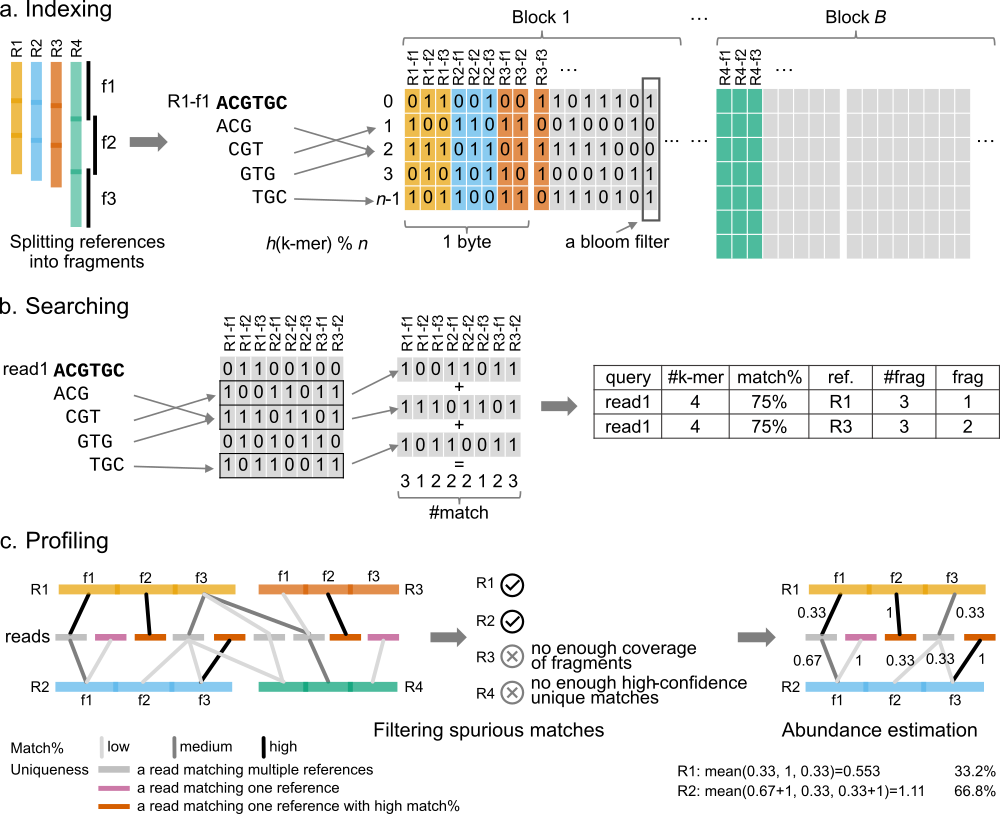 a. Indexing
Block 1 ... Block B
R1 R2 R3 R4
f1
f2
f3
Splitting references
into fragments
R1-f1 R1-f2 R1-f3 R2-f1 R2-f2 R2-f3 R3-f1 R3-f2 R3-f3 ...
R4-f1 R4-f2 R4-f3 ...
R1-f1 ACGTGC
ACG
CGT
GTG
TGC
h(k-mer) % n
0 0 1 1 0 0 1 0 0 1 1 0 1 1 1 0 1
1 1 0 0 1 1 0 1 1 0 0 1 0 0 0 1 0
2 1 1 1 0 1 1 1 0 0 1 1 1 1 0 0 0
... ... ...
3 0 1 0 1 0 1 1 0 1 0 0 1 0 1 0 1
n-1 1 0 1 1 0 0 1 1 0 1 1 1 1 0 1 1
1 byte
a bloom filter
b. Searching
R1-f1 R1-f2 R1-f3 R2-f1 R2-f2 R2-f3 R3-f1 R3-f2
R1-f1 R1-f2 R1-f3 R2-f1 R2-f2 R2-f3 R3-f1 R3-f2
read1 ACGTGC
ACG
CGT
GTG
TGC
0 1 1 0 0 1 0 0
1 0 0 1 1 0 1 1
1 1 1 0 1 1 1 0
0 1 0 1 0 1 1 0
1 0 1 1 0 0 1 1
1 0 0 1 1 0 1 1
+
1 1 1 0 1 1 0 1
+
1 0 1 1 0 0 1 1
=
3 1 2 2 2 1 2 3
#match
query #k-mer match% ref. #frag frag
read1 4 75% R1 3 1
read1 4 75% R3 3 2
c. Profiling
R1 f1 f2 f3
f1 f2 f3 R3
reads
R2 f1 f2 f3
R4
R1
R2
R3 no enough coverage
of fragments
R4 no enough high-confidence
unique matches
Filtering spurious matches
R1 f1 f2 f3
0.33 1 0.33
0.67 1 0.33 0.33 1
R2 f1 f2 f3
Abundance estimation
Match% low medium high
Uniqueness a read matching multiple references
a read matching one reference
a read matching one reference with high match%
R1: mean(0.33, 1, 0.33)=0.553 33.2%
R2: mean(0.67+1, 0.33, 0.33+1)=1.11 66.8%